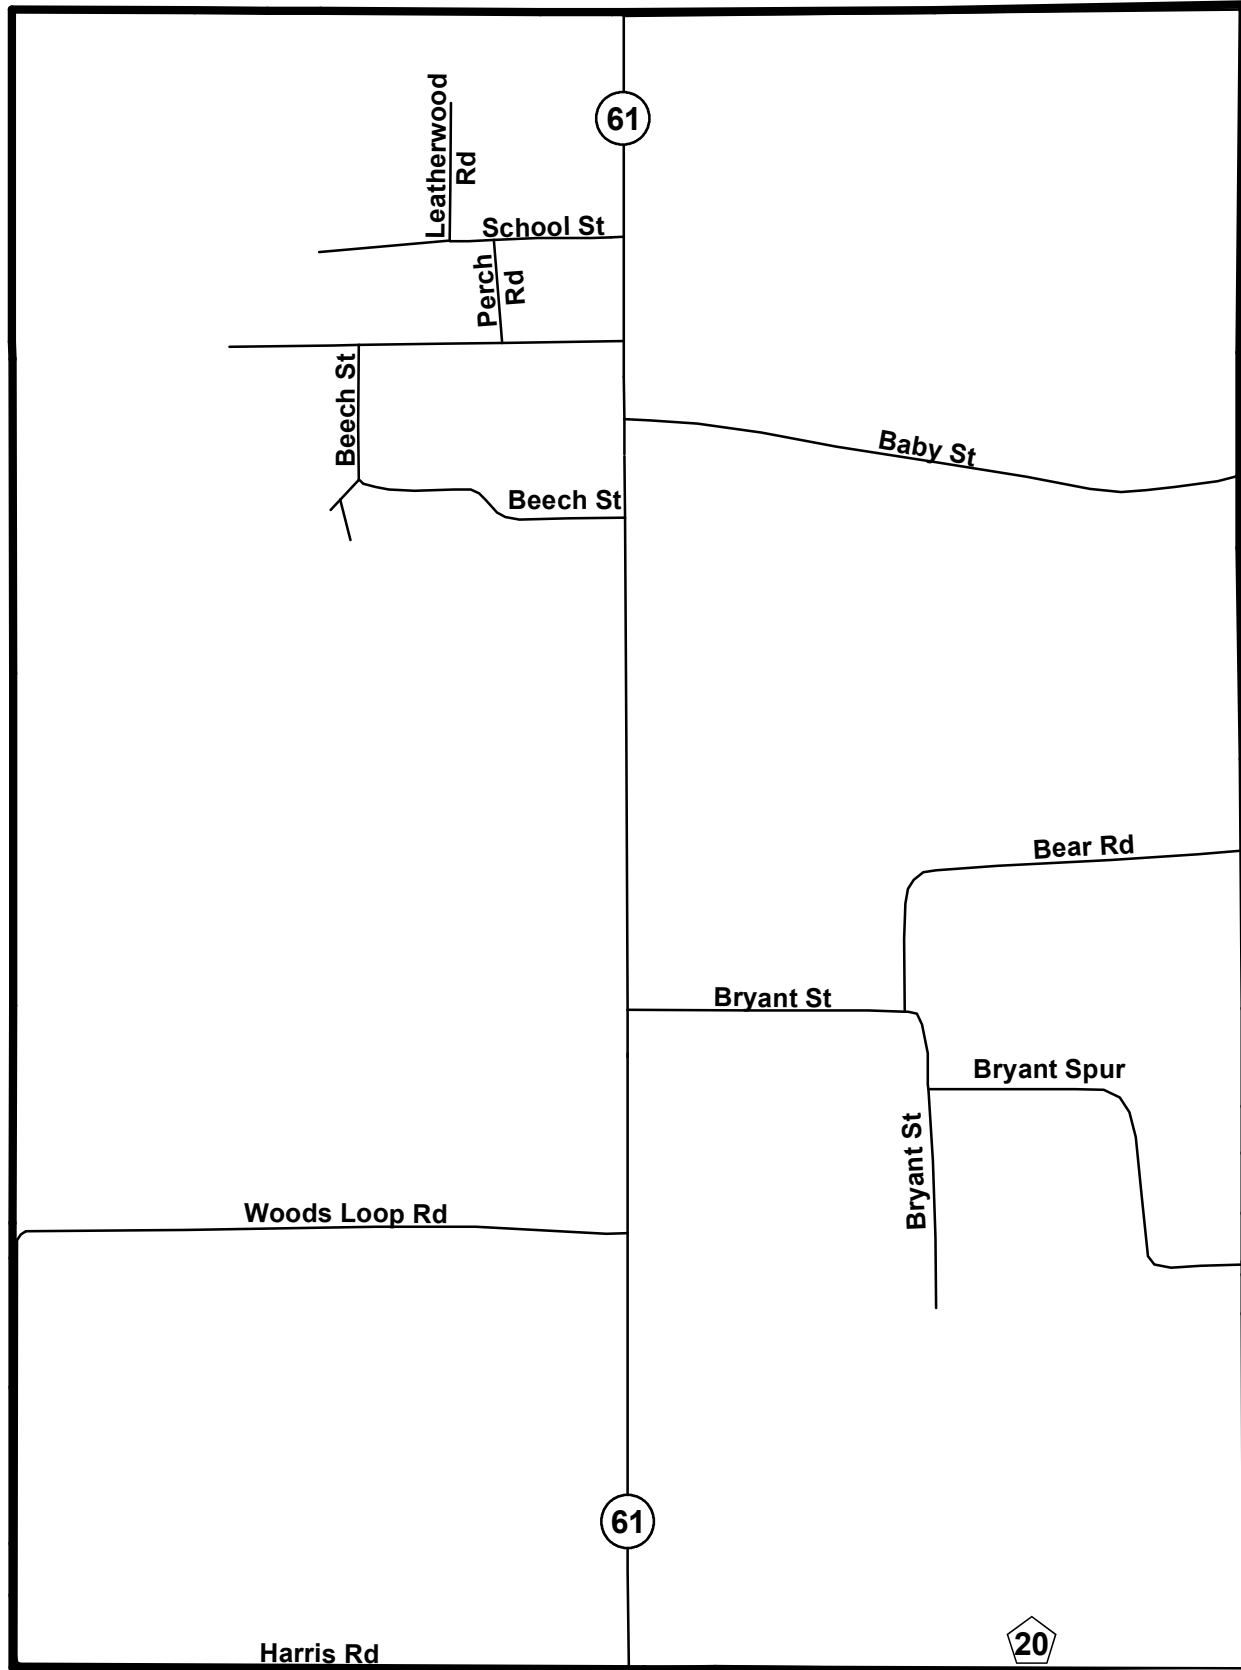 61
Leatherwood
Rd
School St
Perch
Rd
Beech St
Baby St
Beech St
Bear Rd
Bryant St
Bryant Spur
Bryant St
Woods Loop Rd
61
20
Harris Rd